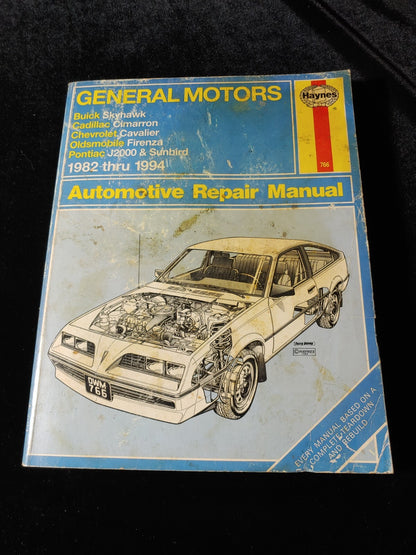 GENERAL MOTORS
Buick Skyhawk
Cadillac Cimarron
Chevrolet Cavalier
Oldsmobile Firenza
Pontiac J2000 & Sunbird
1982 thru 1994
Haynes
766
Automotive Repair Manual
OWM
766
© HAYNES
EVERY MANUAL BASED ON A
COMPLETE TEARDOWN
AND REBUILD